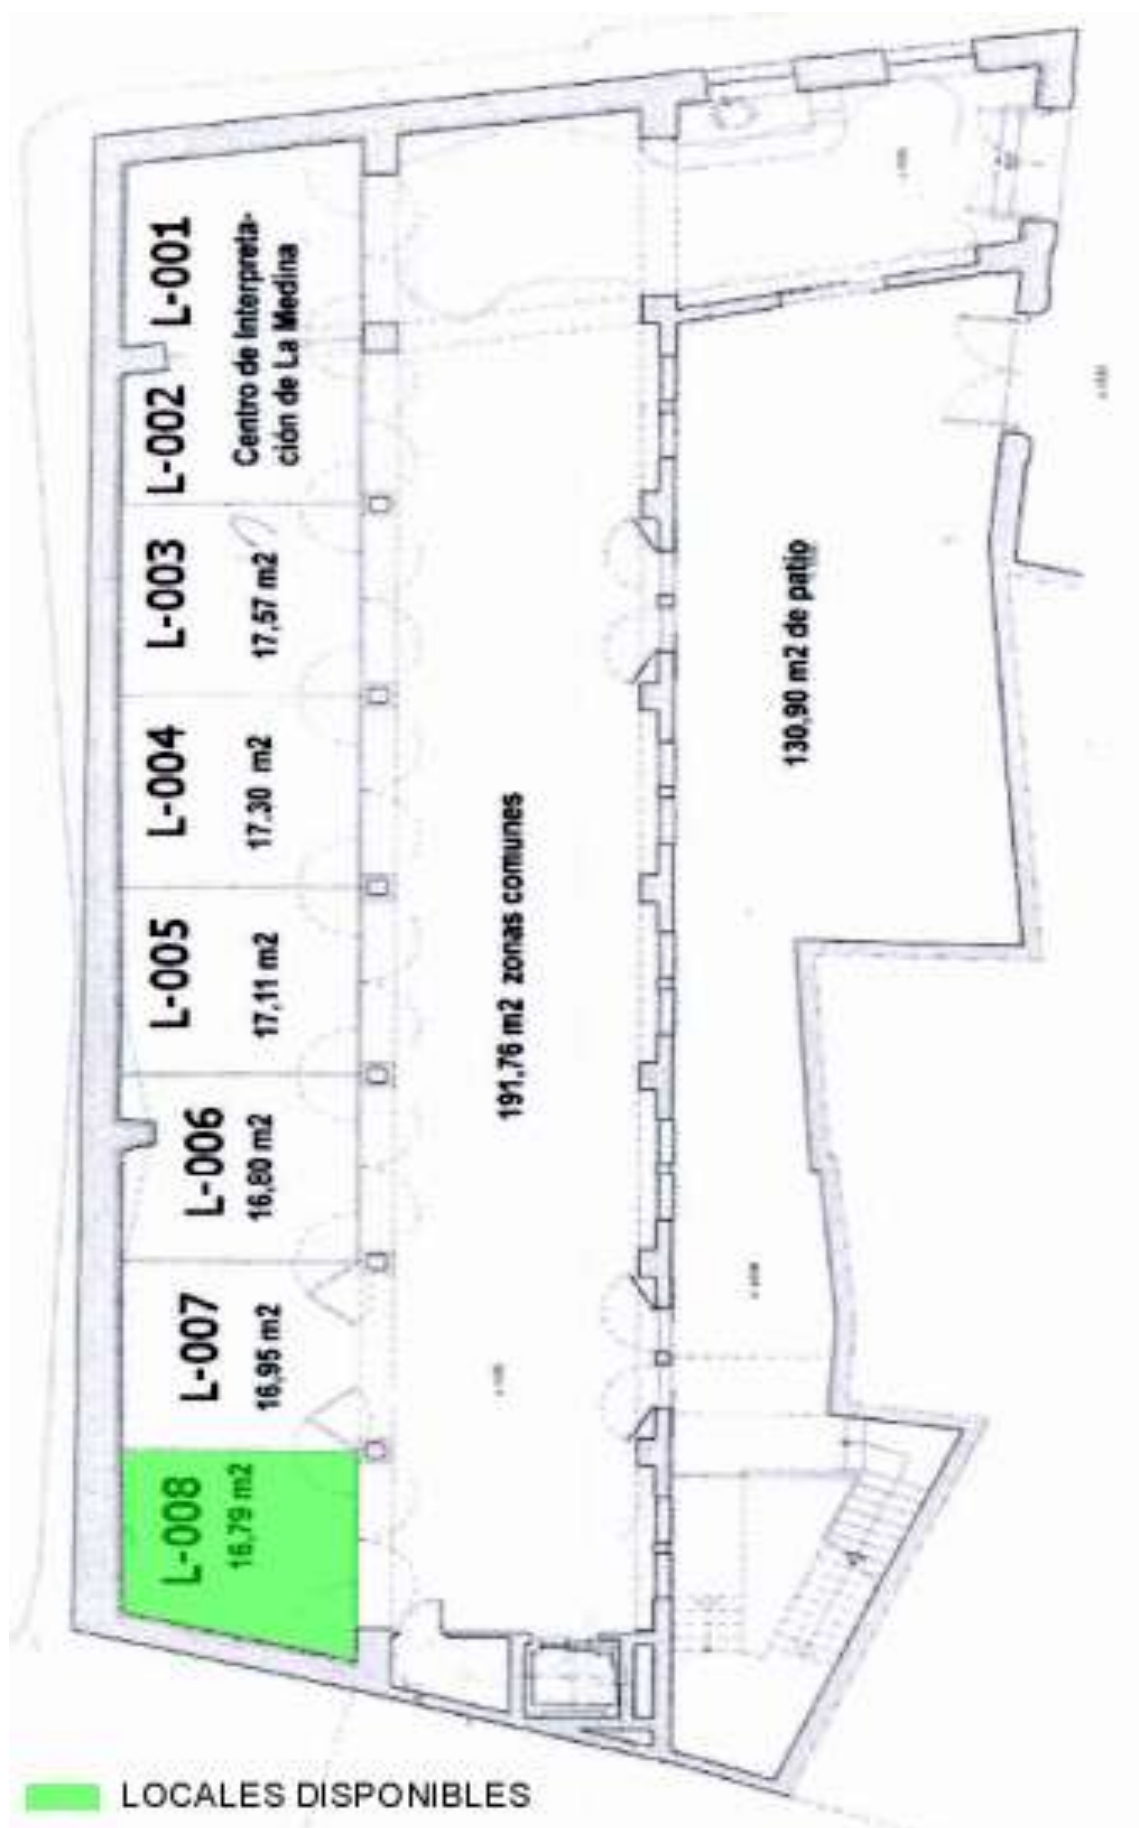 L-001
L-002
Centro de Interpreta-
ción de La Medina
L-003
17,57 m2
L-004
17.30 m2
L-005
17,11 m2
L-006
16,80 m2
L-007
16,95 m2
L-008
16,79 m2
191,76 m2 zonas comunes
130,90 m2 de patio
LOCALES DISPONIBLES